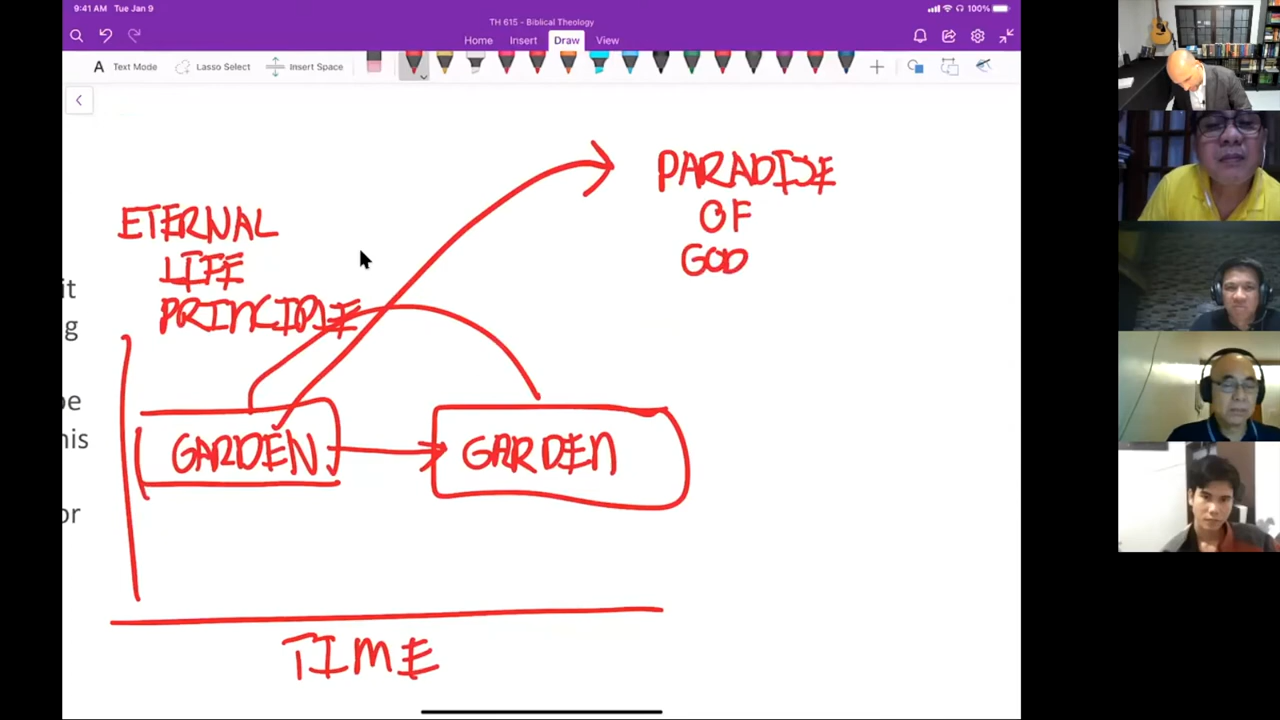 9:41 AM Tue Jan 9
100%
TH 615 - Biblical Theology
Home Insert Draw View
Text Mode Lasso Select Insert Space
PARADISE
OF
GOD
ETERNAL
LIFE
PRINCIPLE
it
g
be
his
or
GARDEN GARDEN
TIME